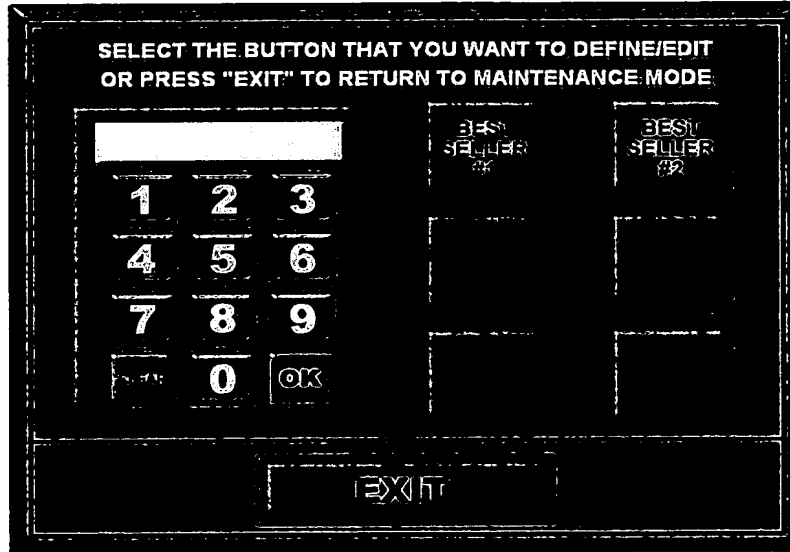 SELECT THE BUTTON THAT YOU WANT TO DEFINE/EDIT
OR PRESS "EXIT" TO RETURN TO MAINTENANCE MODE
1 2 3
4 5 6
7 8 9
0 OK
BEST
SELLER
#1
BEST
SELLER
#2
EXIT